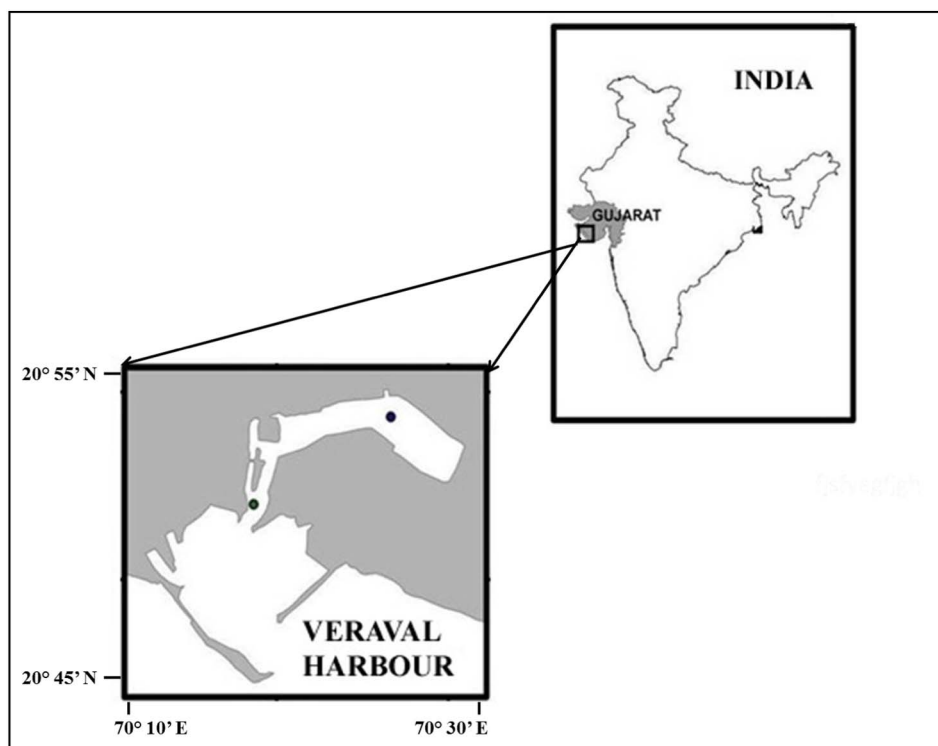 INDIA
GUJARAT
20° 55’ N
VERAVAL
HARBOUR
20° 45’ N
70° 10’ E
70° 30’ E